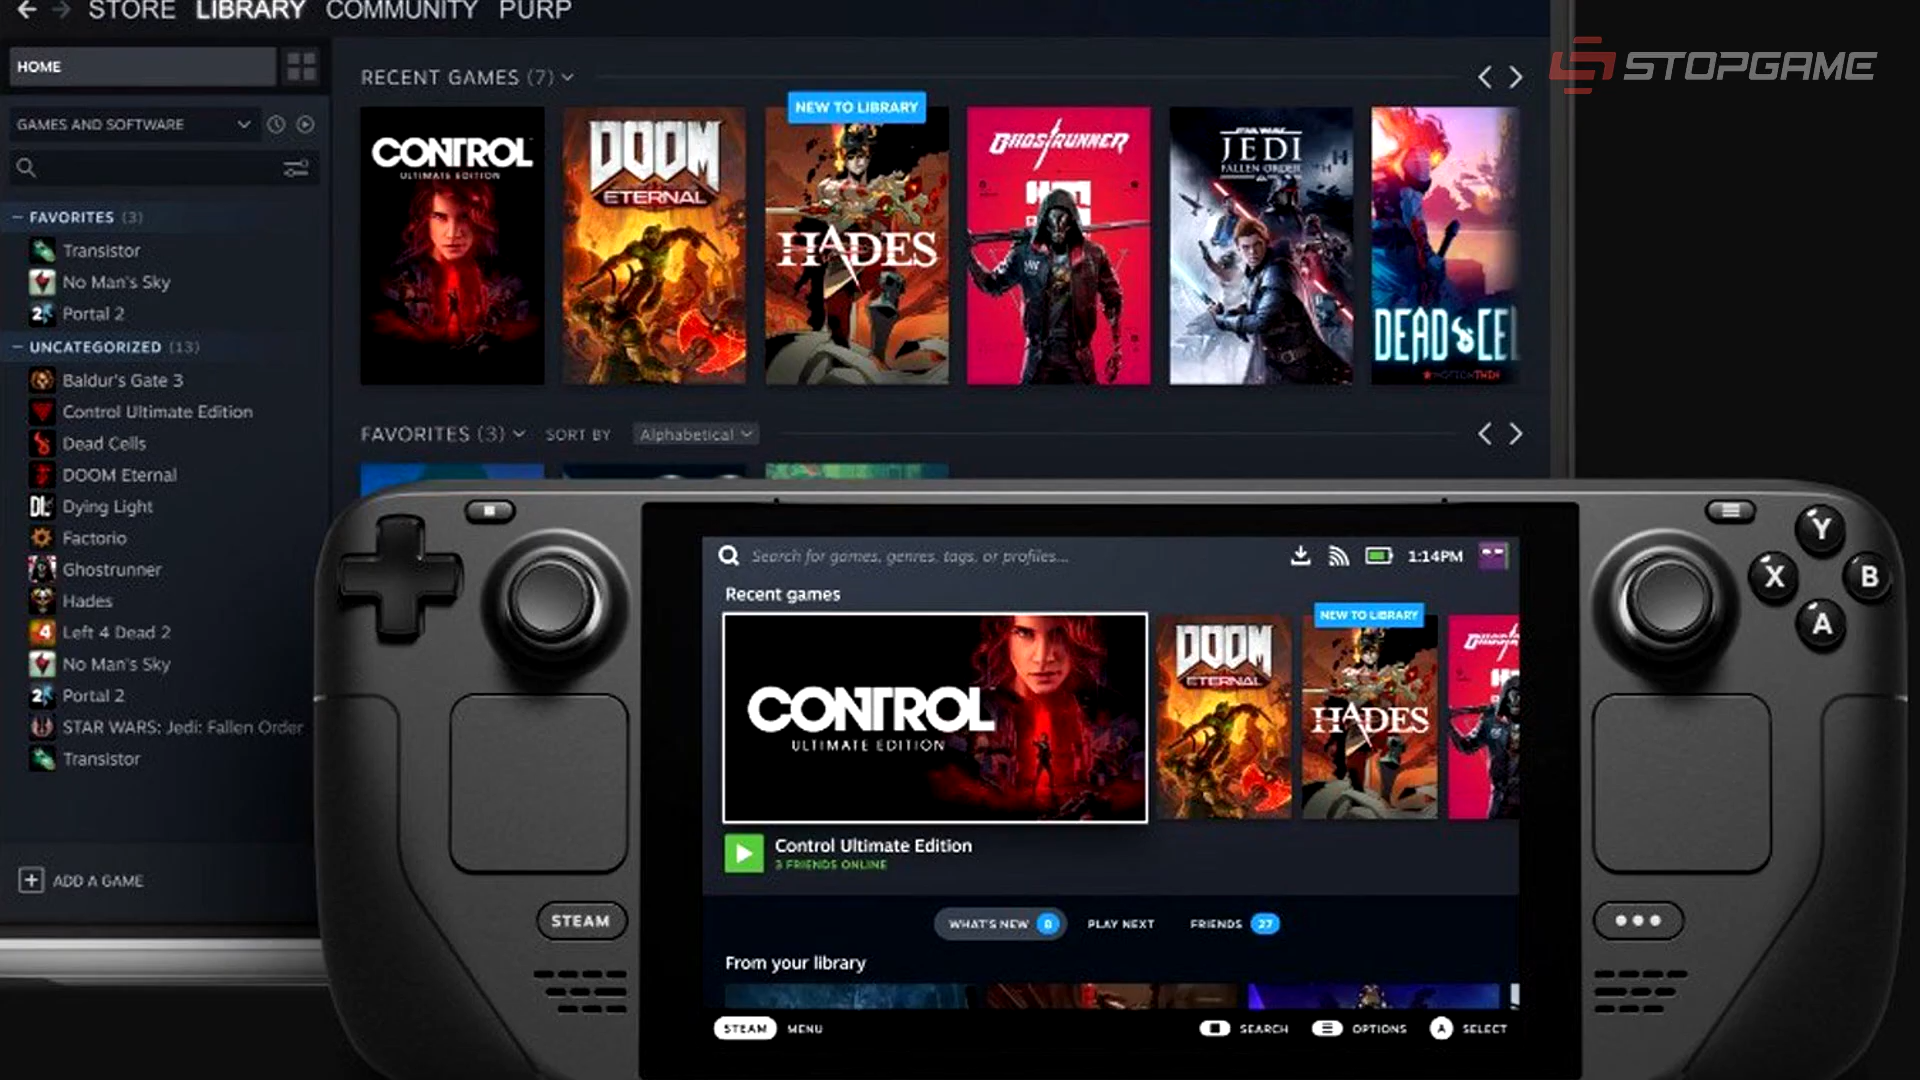 STORE LIBRARY COMMUNITY PURP
STOPGAME
HOME
GAMES AND SOFTWARE
FAVORITES (3)
Transistor
No Man's Sky
Portal 2
UNCATEGORIZED (13)
Baldur's Gate 3
Control Ultimate Edition
Dead Cells
DOOM Eternal
Dying Light
Factorio
Ghostrunner
Hades
Left 4 Dead 2
No Man's Sky
Portal 2
STAR WARS: Jedi: Fallen Order
Transistor
ADD A GAME
RECENT GAMES (7)
CONTROL
ULTIMATE EDITION
DOOM
ETERNAL
NEW TO LIBRARY
HADES
GHOSTRUNNER
STAR WARS
JEDI
FALLEN ORDER
DEAD CEL
MOTION TWIN
FAVORITES (3) SORT BY Alphabetical
Y
X
B
A
STEAM
Search for games, genres, tags, or profiles...
1:14PM
Recent games
CONTROL
ULTIMATE EDITION
DOOM
ETERNAL
NEW TO LIBRARY
HADES
Control Ultimate Edition
3 FRIENDS ONLINE
WHAT'S NEW 8 PLAY NEXT FRIENDS 27
From your library
STEAM MENU SEARCH OPTIONS A SELECT